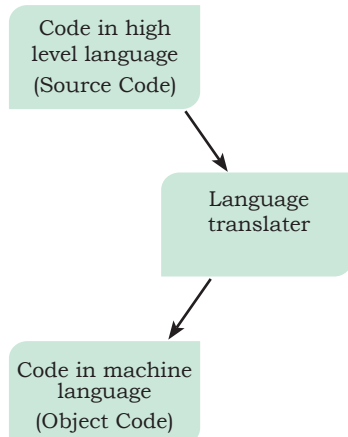 Code in high
level language
(Source Code)
Language
translater
Code in machine
language
(Object Code)